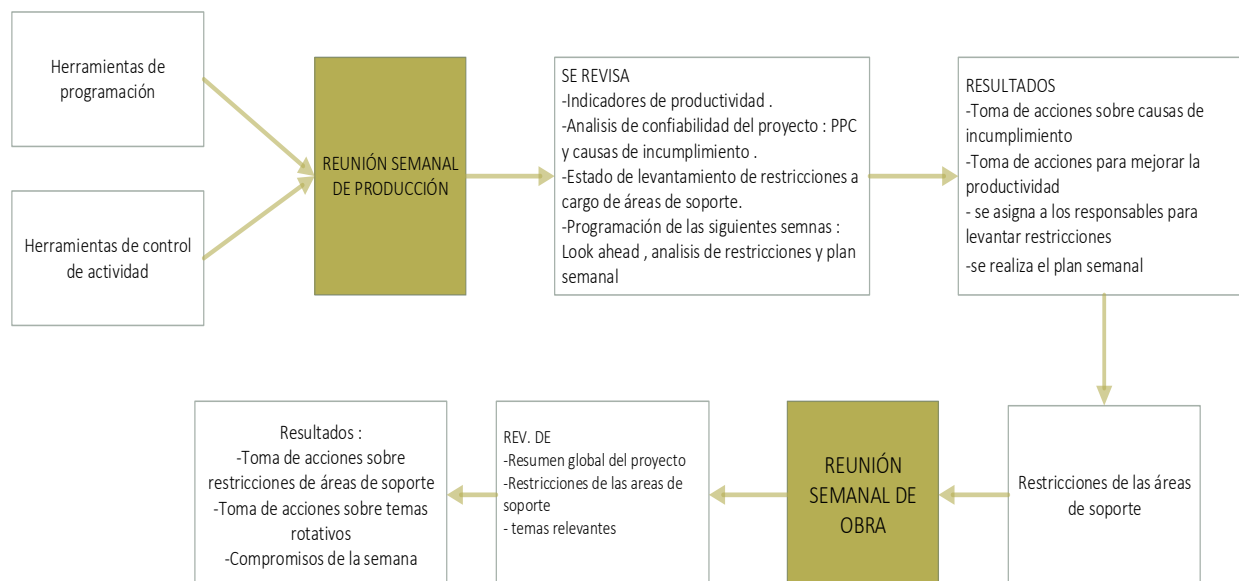 Herramientas de
programación
Herramientas de control
de actividad
REUNIÓN SEMANAL
DE PRODUCCIÓN
SE REVISA
-Indicadores de productividad .
-Analisis de confiabilidad del proyecto : PPC
y causas de incumplimiento .
-Estado de levantamiento de restricciones a
cargo de áreas de soporte.
-Programación de las siguientes semnas :
Look ahead , analisis de restricciones y plan
semanal
RESULTADOS
-Toma de acciones sobre causas de
incumplimiento
-Toma de acciones para mejorar la
productividad
- se asigna a los responsables para
levantar restricciones
-se realiza el plan semanal
Restricciones de las áreas
de soporte
REUNIÓN
SEMANAL DE
OBRA
REV. DE
-Resumen global del proyecto
-Restricciones de las areas de
soporte
- temas relevantes
Resultados :
-Toma de acciones sobre
restricciones de áreas de soporte
-Toma de acciones sobre temas
rotativos
-Compromisos de la semana